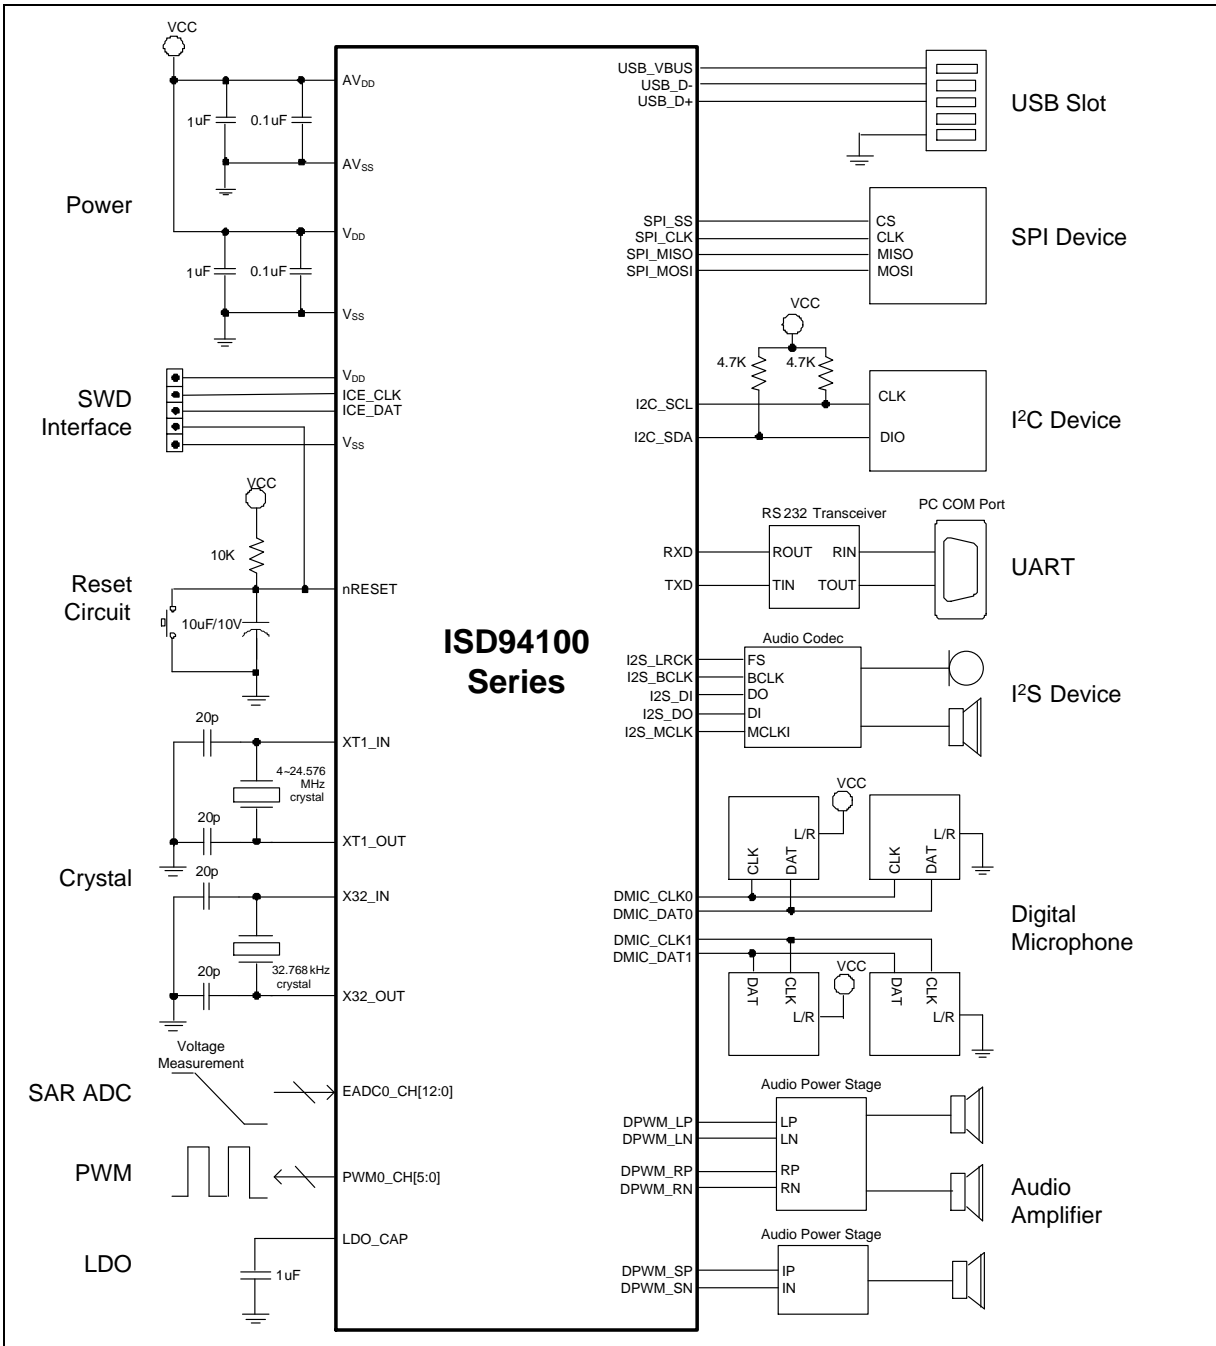 VCC
AVDD
1uF
0.1uF
AVSS
Power
VDD
1uF
0.1uF
VSS
SWD
Interface
VDD
ICE_CLK
ICE_DAT
VSS
VCC
10K
Reset
Circuit
nRESET
10uF/10V
20p
XT1_IN
4~24.576
MHz
crystal
20p
XT1_OUT
Crystal
20p
X32_IN
20p
32.768 kHz
crystal
X32_OUT
Voltage
Measurement
SAR ADC
EADC0_CH[12:0]
PWM
PWM0_CH[5:0]
LDO_CAP
LDO
1uF
ISD94100
Series
USB_VBUS
USB_D-
USB_D+
USB Slot
SPI_SS
SPI_CLK
SPI_MISO
SPI_MOSI
CS
CLK
MISO
MOSI
SPI Device
VCC
4.7K
4.7K
I2C_SCL
I2C_SDA
CLK
DIO
I²C Device
RS232 Transceiver
PC COM Port
RXD
TXD
ROUT
RIN
TIN
TOUT
UART
Audio Codec
I2S_LRCK
I2S_BCLK
I2S_DI
I2S_DO
I2S_MCLK
FS
BCLK
DO
DI
MCLKI
I²S Device
VCC
L/R
CLK
DAT
L/R
CLK
DAT
DMIC_CLK0
DMIC_DAT0
DMIC_CLK1
DMIC_DAT1
Digital
Microphone
VCC
DAT
CLK
L/R
DAT
CLK
L/R
Audio Power Stage
DPWM_LP
DPWM_LN
DPWM_RP
DPWM_RN
LP
LN
RP
RN
Audio
Amplifier
Audio Power Stage
DPWM_SP
DPWM_SN
IP
IN